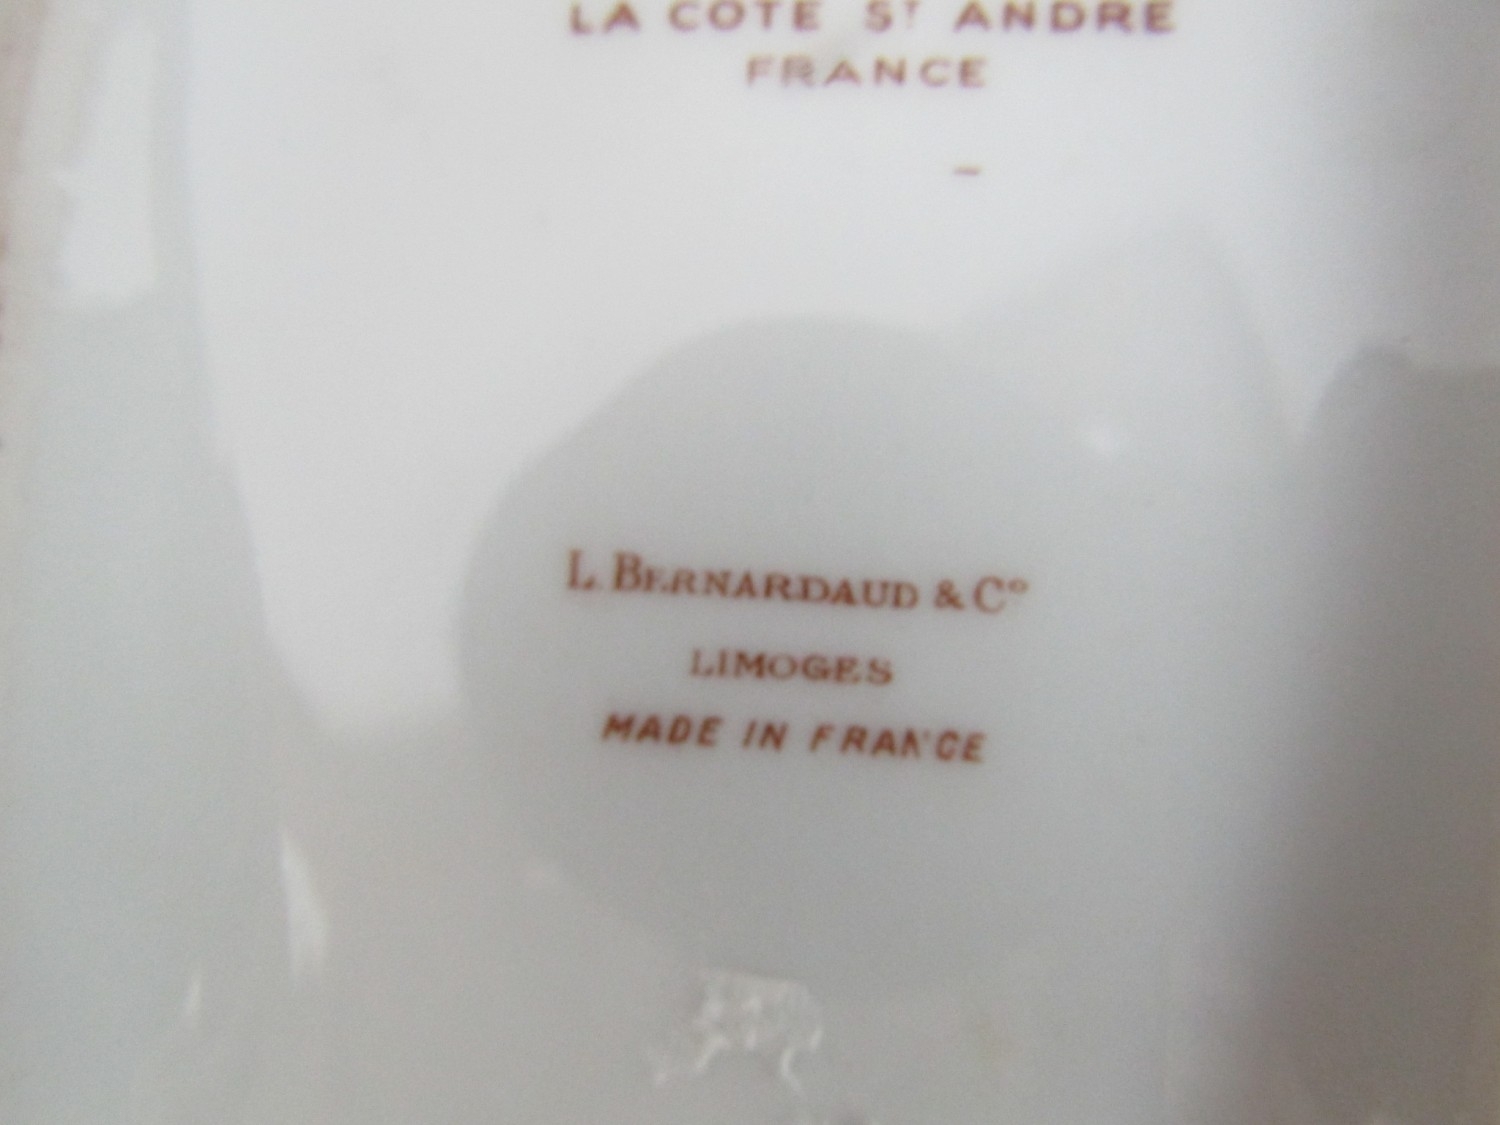 LA COTE Sᵀ ANDRE
FRANCE
L. BERNARDAUD & Cº
LIMOGES
MADE IN FRANCE